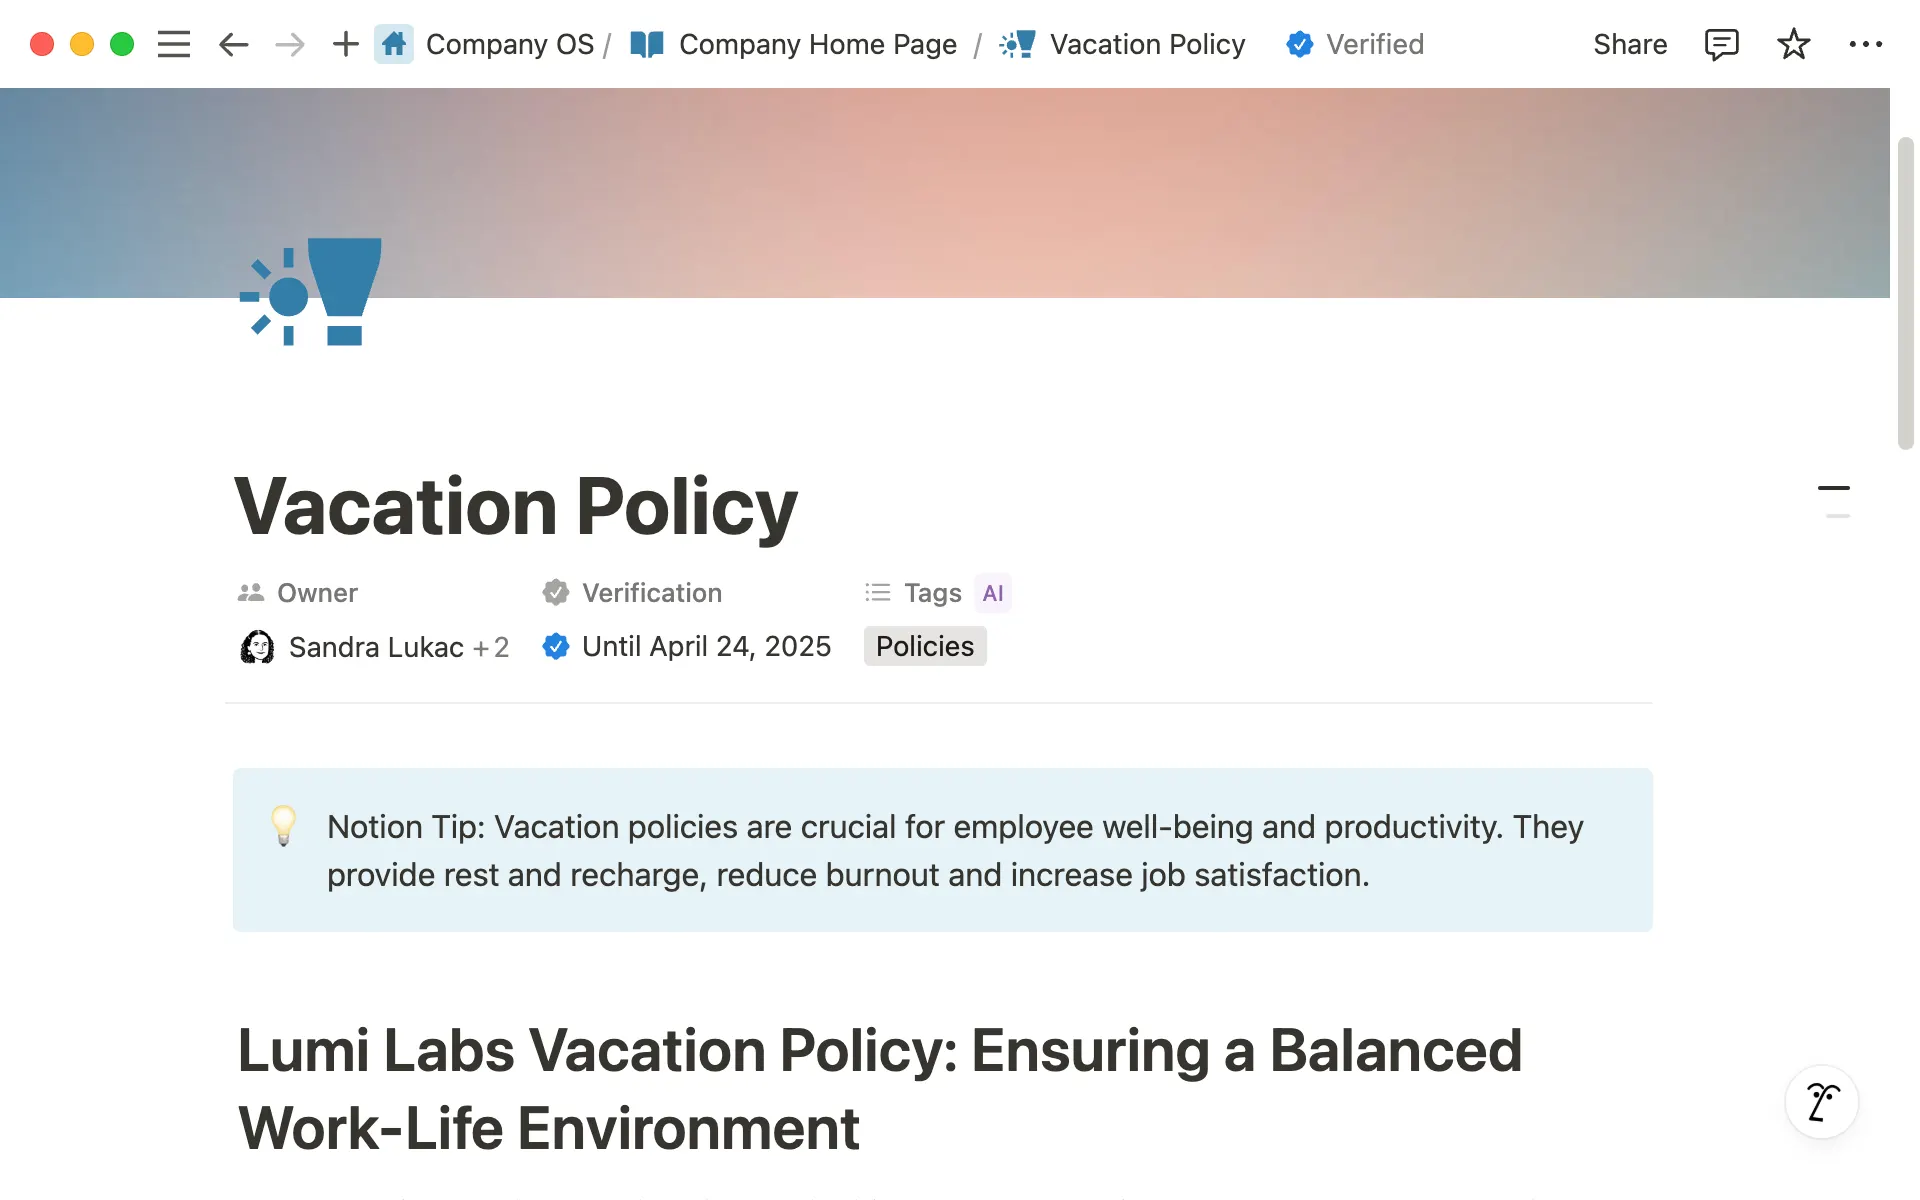 Company OS / Company Home Page / Vacation Policy Verified Share
Vacation Policy
Owner Verification Tags AI
Sandra Lukac +2 Until April 24, 2025 Policies
Notion Tip: Vacation policies are crucial for employee well-being and productivity. They
provide rest and recharge, reduce burnout and increase job satisfaction.
Lumi Labs Vacation Policy: Ensuring a Balanced
Work-Life Environment